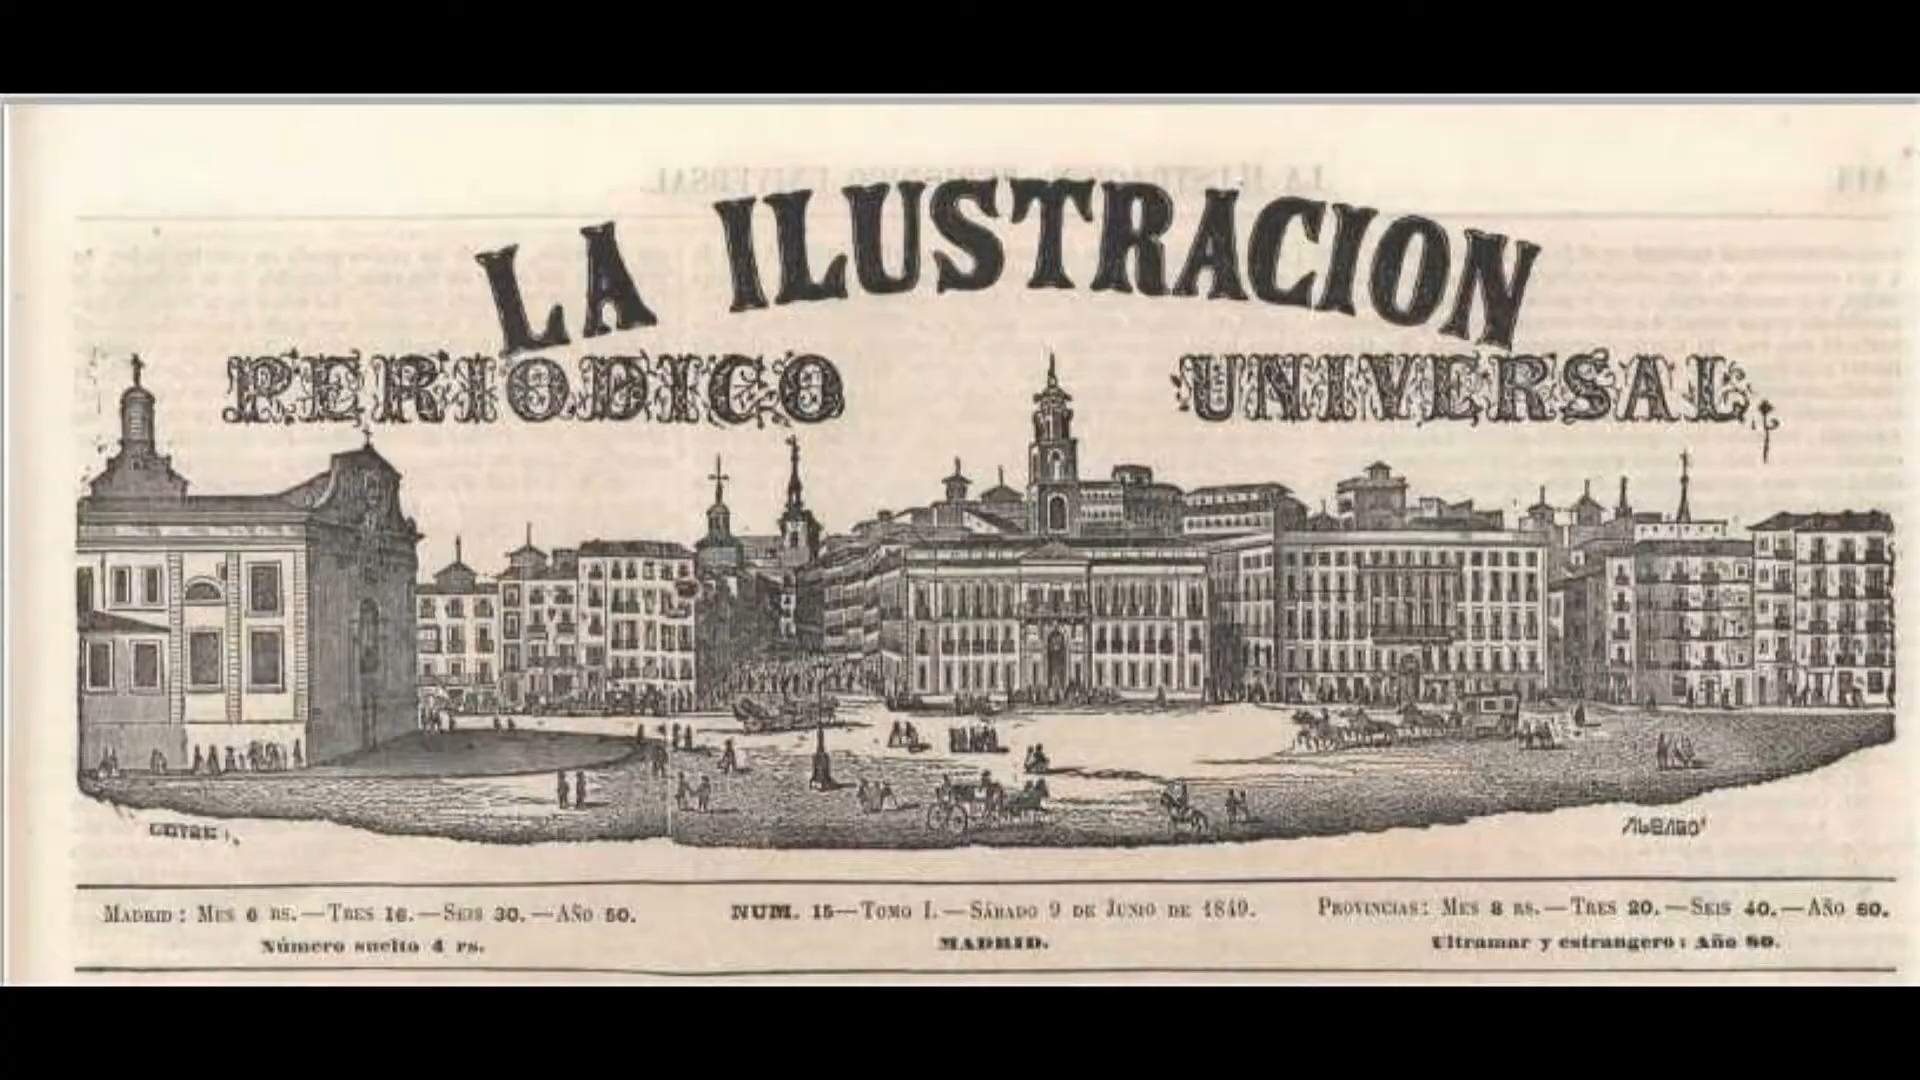 LA ILUSTRACION
PERIODICO UNIVERSAL
MADRID: MES 6 RS.—TRES 16.—SEIS 30.—AÑO 50.
Número suelto 4 rs.
NUM. 15—TOMO I.—SÁBADO 9 DE JUNIO DE 1849.
MADRID.
PROVINCIAS: MES 8 RS.—TRES 20.—SEIS 40.—AÑO 60.
Ultramar y estrangero: Año 80.